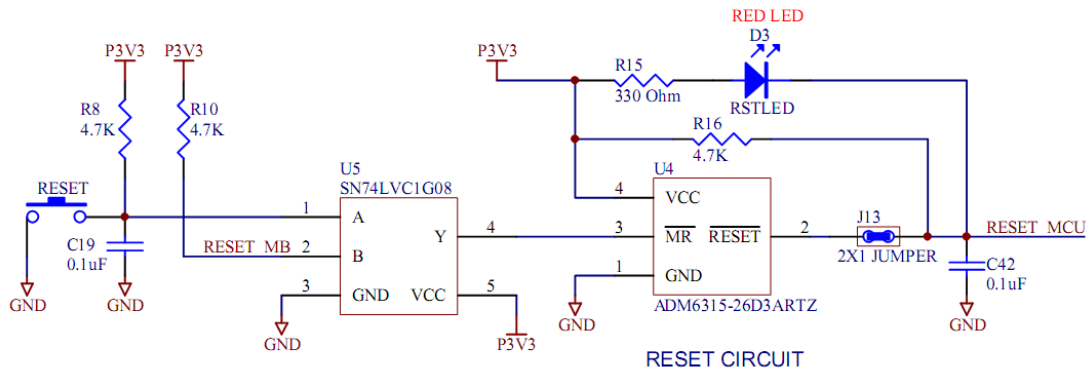 RED LED
D3
P3V3
P3V3
P3V3
R15
330 Ohm
RSTLED
R8
4.7K
R10
4.7K
R16
4.7K
U5
SN74LVC1G08
U4
RESET
1
A
4
VCC
J13
C19
0.1uF
RESET_MB
2
B
Y
4
3
MR
RESET
2
RESET_MCU
2X1 JUMPER
C42
0.1uF
3
GND
VCC
5
1
GND
GND
GND
GND
P3V3
GND
ADM6315-26D3ARTZ
GND
RESET CIRCUIT